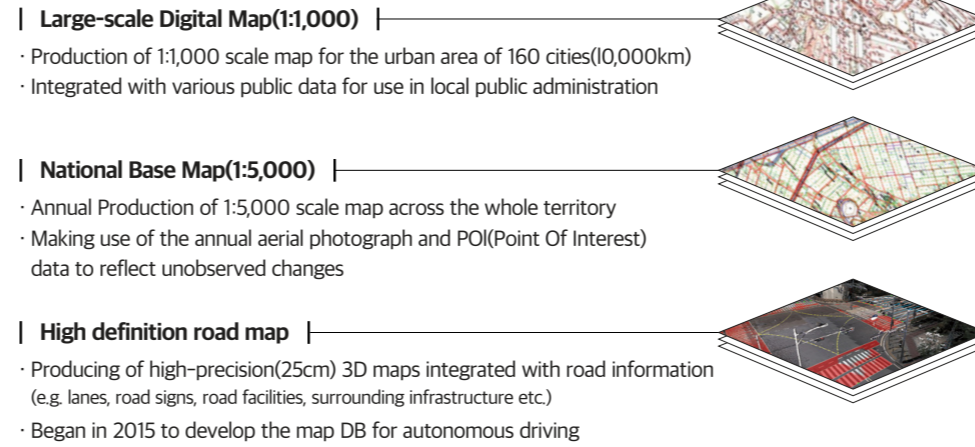 Large-scale Digital Map(1:1,000)
· Production of 1:1,000 scale map for the urban area of 160 cities(l0,000km)
· Integrated with various public data for use in local public administration
National Base Map(1:5,000)
· Annual Production of 1:5,000 scale map across the whole territory
· Making use of the annual aerial photograph and POl(Point Of Interest)
data to reflect unobserved changes
High definition road map
· Producing of high-precision(25cm) 3D maps integrated with road information
(e.g. lanes, road signs, road facilities, surrounding infrastructure etc.)
· Began in 2015 to develop the map DB for autonomous driving